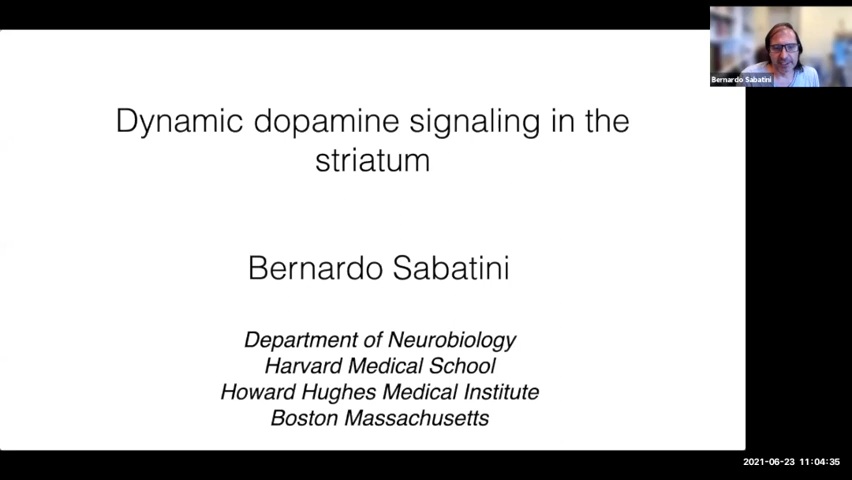 Dynamic dopamine signaling in the
striatum
Bernardo Sabatini
Department of Neurobiology
Harvard Medical School
Howard Hughes Medical Institute
Boston Massachusetts
Bernardo Sabatini
2021-06-23 11:04:35